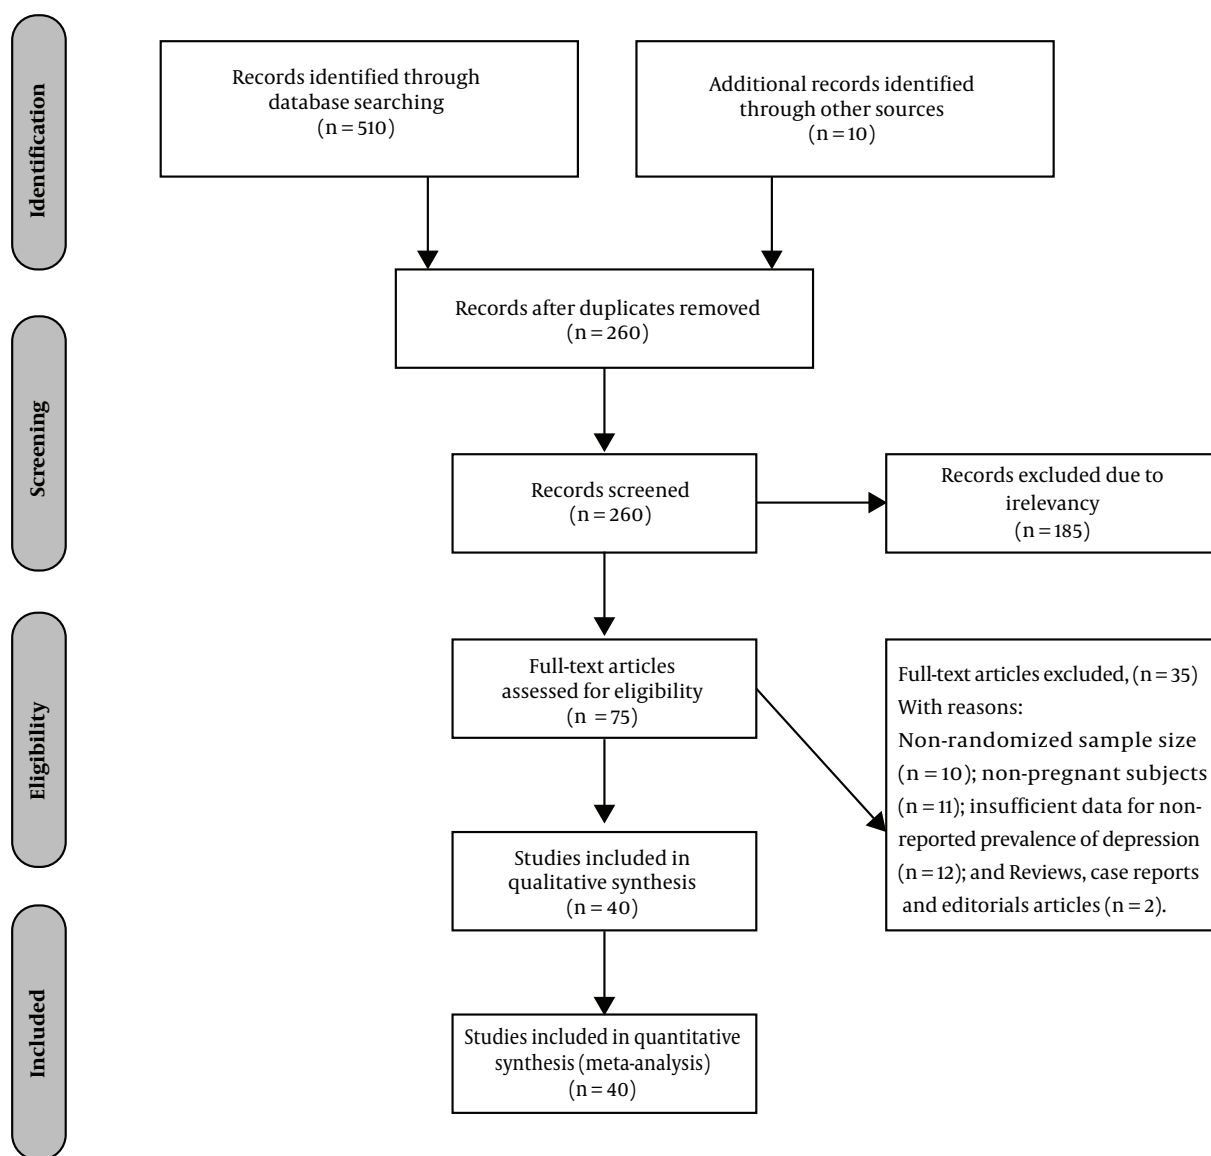 Identification
Records identified through
database searching
(n = 510)
Additional records identified
through other sources
(n = 10)
Records after duplicates removed
(n = 260)
Screening
Records screened
(n = 260)
Records excluded due to
irelevancy
(n = 185)
Eligibility
Full-text articles
assessed for eligibility
(n = 75)
Full-text articles excluded, (n = 35)
With reasons:
Non-randomized sample size
(n = 10); non-pregnant subjects
(n = 11); insufficient data for non-
reported prevalence of depression
(n = 12); and Reviews, case reports
and editorials articles (n = 2).
Studies included in
qualitative synthesis
(n = 40)
Included
Studies included in quantitative
synthesis (meta-analysis)
(n = 40)